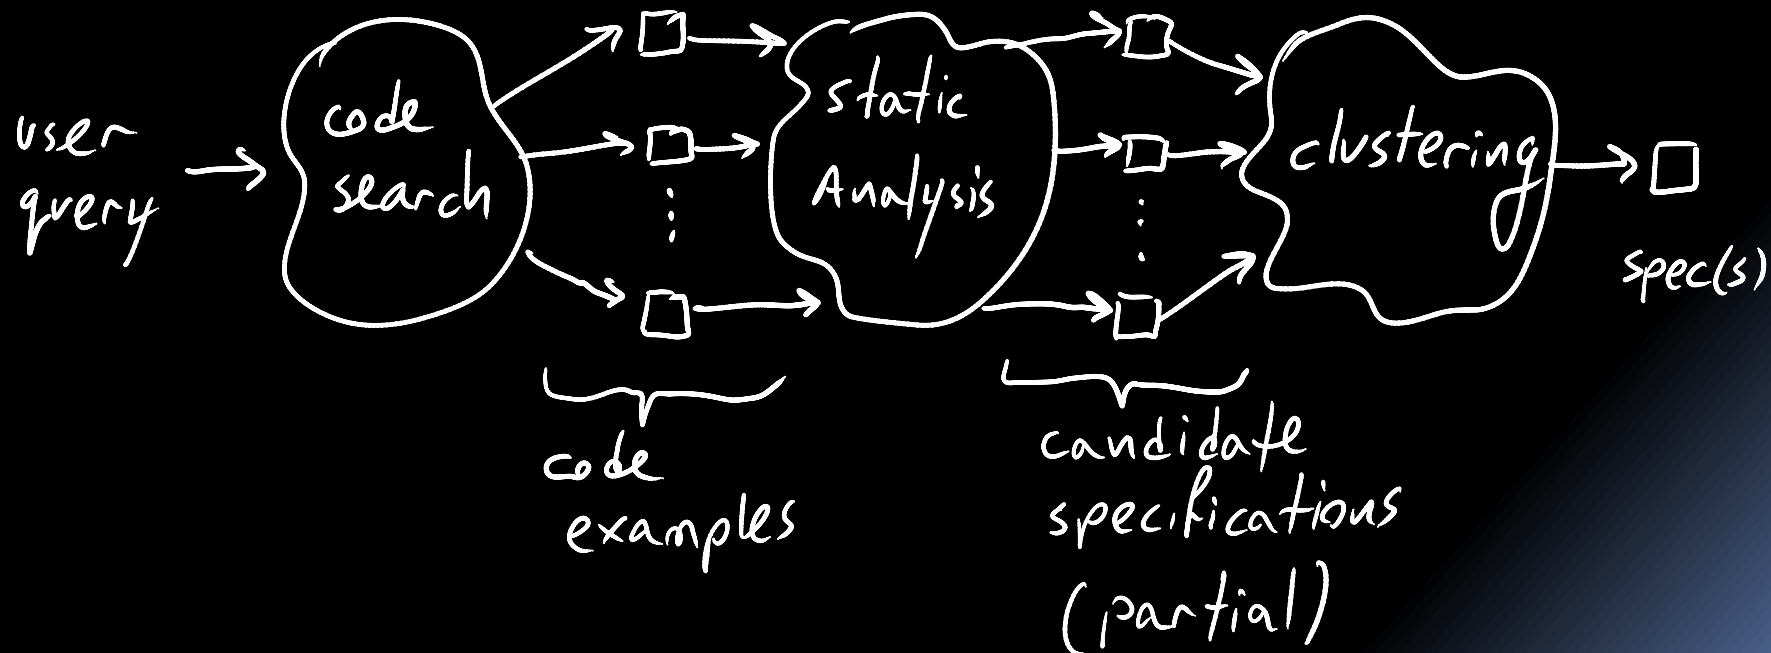 user
query
code
search
static
Analysis
clustering
spec(s)
code
examples
candidate
specifications
(partial)